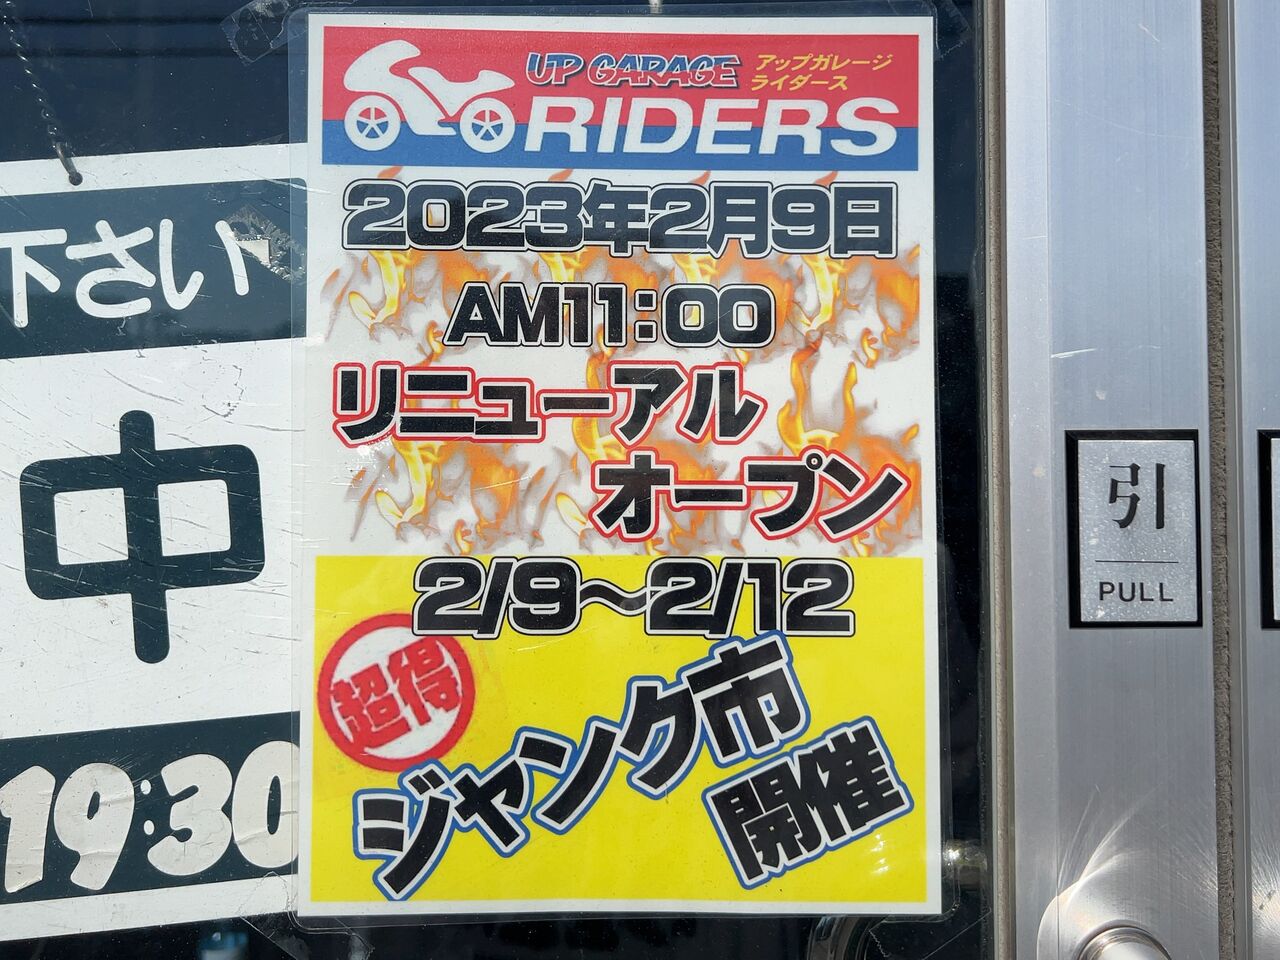 UP GARAGE アップガレージ
ライダース
RIDERS
2023年2月9日
AM11:00
リニューアル
オープン
2/9～2/12
超得
ジャンク市
開催
下さい
中
19:30
引
PULL